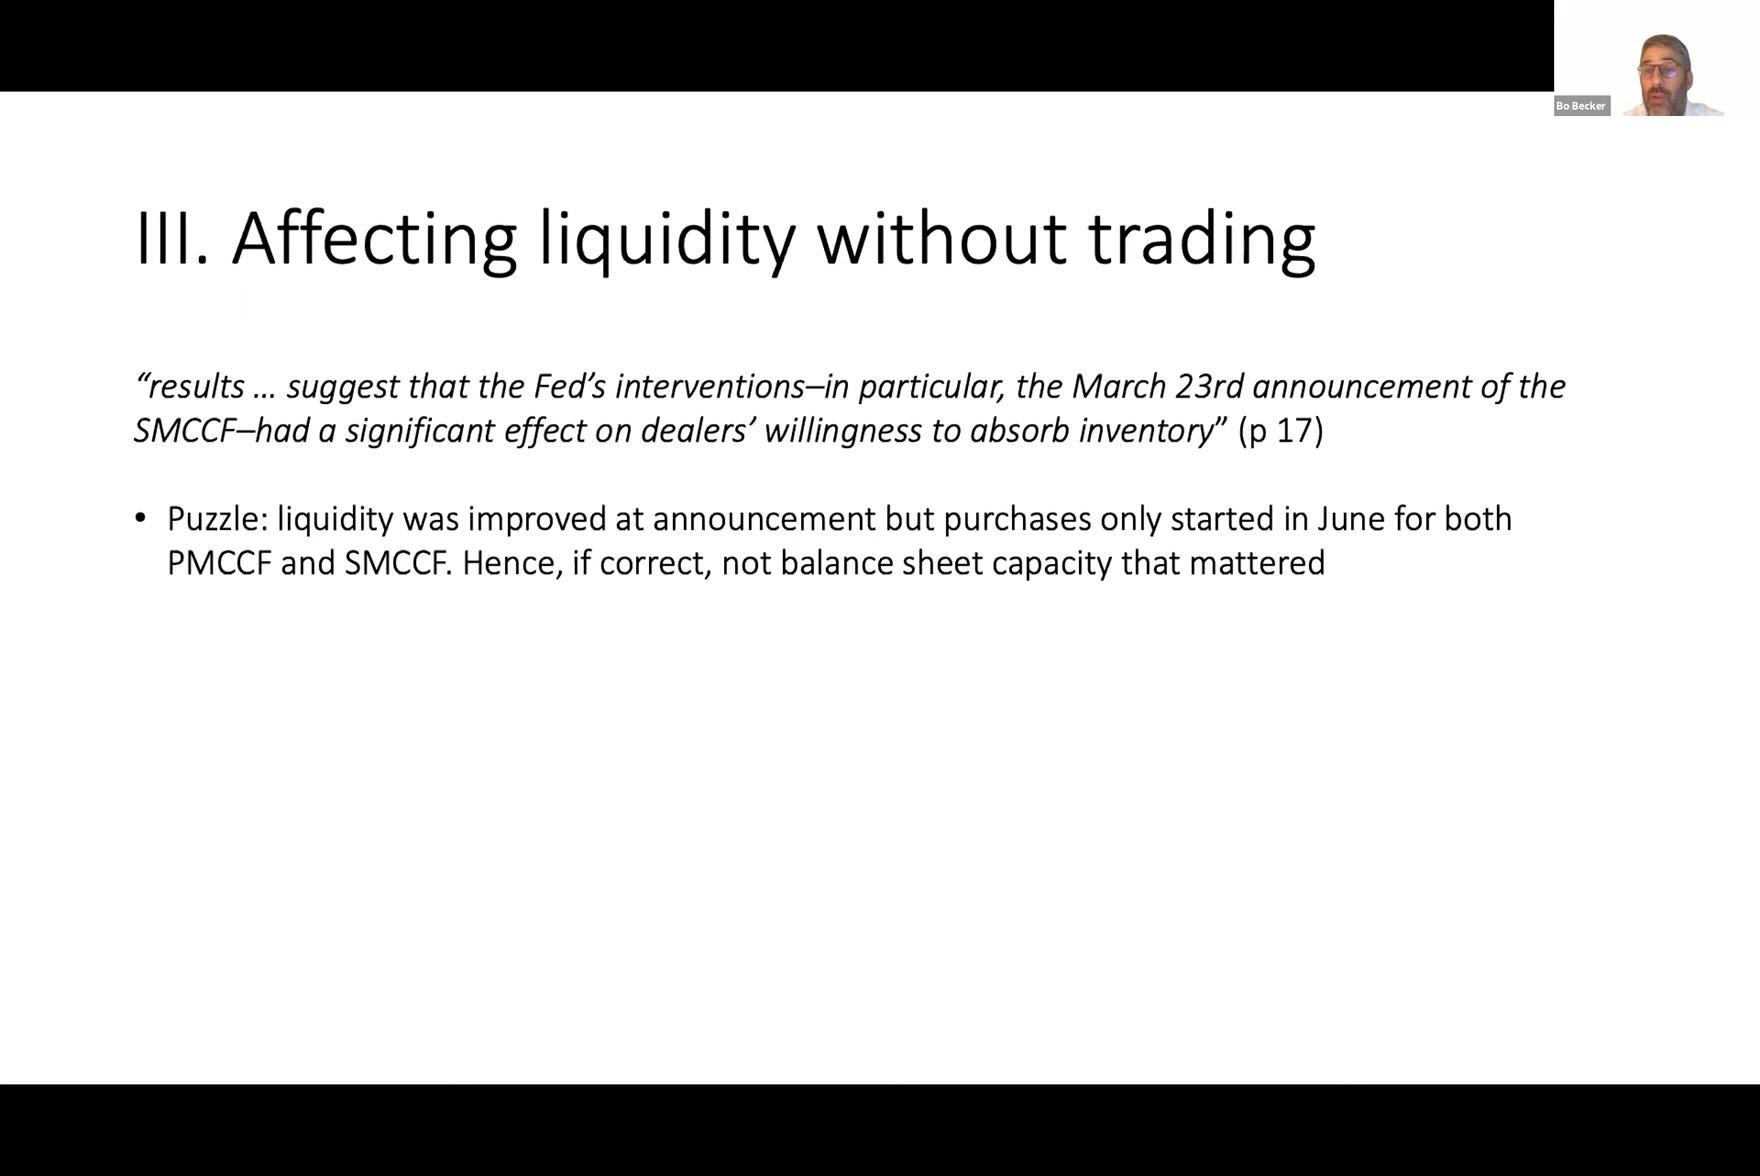 Bo Becker
III. Affecting liquidity without trading
“results … suggest that the Fed’s interventions–in particular, the March 23rd announcement of the
SMCCF–had a significant effect on dealers’ willingness to absorb inventory” (p 17)
• Puzzle: liquidity was improved at announcement but purchases only started in June for both
PMCCF and SMCCF. Hence, if correct, not balance sheet capacity that mattered